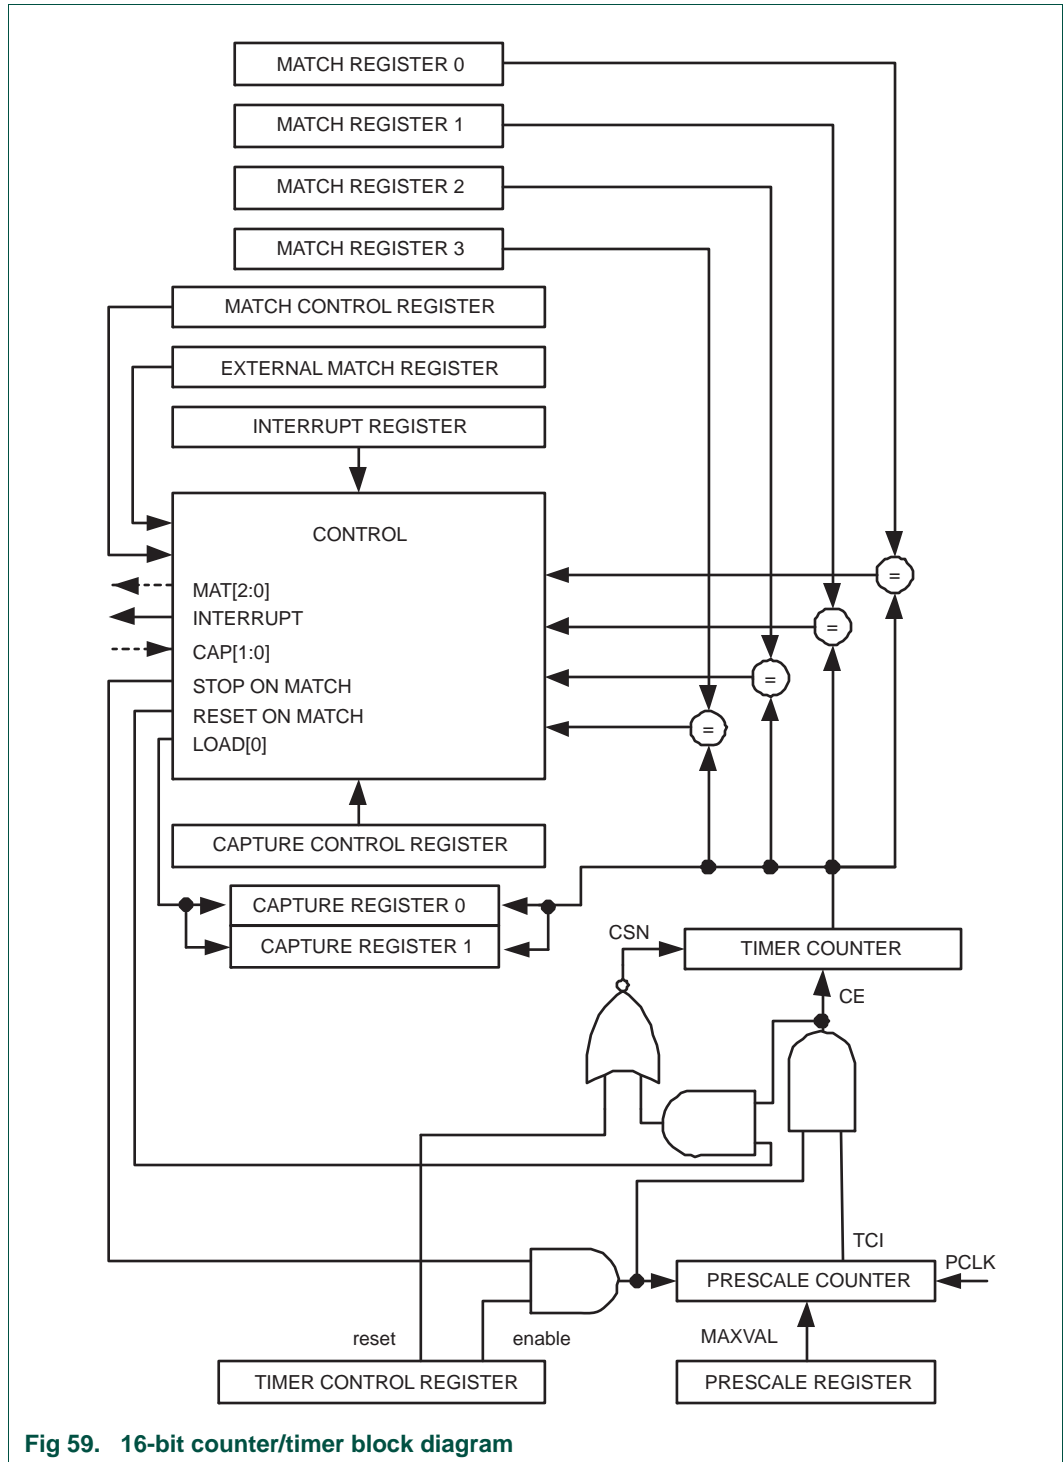 MATCH REGISTER 0
MATCH REGISTER 1
MATCH REGISTER 2
MATCH REGISTER 3
MATCH CONTROL REGISTER
EXTERNAL MATCH REGISTER
INTERRUPT REGISTER
CONTROL
=
MAT[2:0]
INTERRUPT
=
CAP[1:0]
STOP ON MATCH
=
RESET ON MATCH
=
LOAD[0]
CAPTURE CONTROL REGISTER
CAPTURE REGISTER 0
CAPTURE REGISTER 1
CSN
TIMER COUNTER
CE
TCI
PCLK
PRESCALE COUNTER
reset
enable
MAXVAL
TIMER CONTROL REGISTER
PRESCALE REGISTER
Fig 59. 16-bit counter/timer block diagram